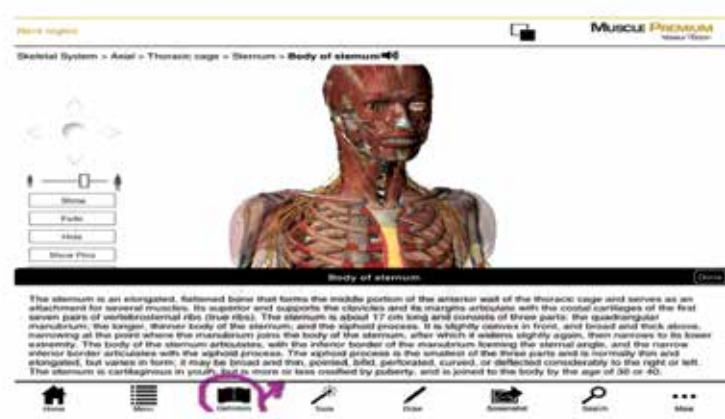 MUSCLE PREMIUM
Visible Body
Skeletal System > Axial > Thoracic cage > Sternum > Body of sternum
Show
Fade
Hide
Show Pins
Body of sternum
Done
The sternum is an elongated, flattened bone that forms the middle portion of the anterior wall of the thoracic cage and serves as an
attachment for several muscles. Its superior end supports the clavicles and its margins articulate with the costal cartilages of the first
seven pairs of vertebrosternal ribs (true ribs). The sternum is about 17 cm long and consists of three parts: the quadrangular
manubrium; the longer, thinner body of the sternum; and the xiphoid process. It is slightly convex in front, and broad and thick above,
narrowing at the point where the manubrium joins the body of the sternum, after which it widens slightly again, then narrows to its lower
extremity. The body of the sternum articulates, with the inferior border of the manubrium forming the sternal angle, and the narrow
inferior border articulates with the xiphoid process. The xiphoid process is the smallest of the three parts and is normally thin and
elongated, but varies in form; it may be broad and thin, pointed, bifid, perforated, curved, or deflected considerably to the right or left.
The sternum is cartilaginous in youth, but is more or less ossified by puberty, and is joined to the body by the age of 30 or 40.
Home
Menu
Definition
Tools
Draw
Screenshot
Search
More